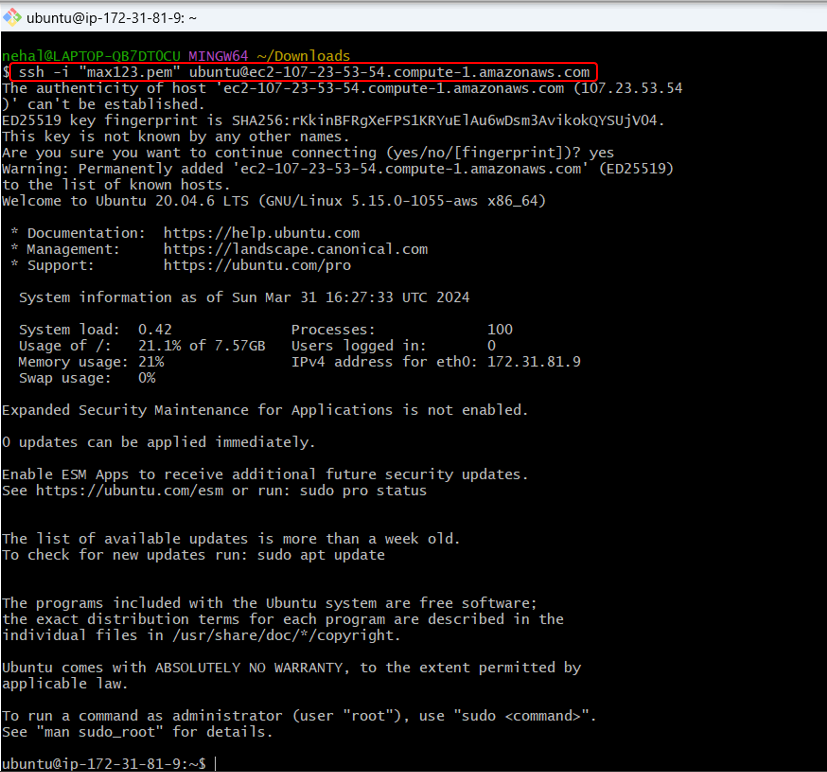 ubuntu@ip-172-31-81-9: ~
nehal@LAPTOP-QB7DTOCU MINGW64 ~/Downloads
$ ssh -i "max123.pem" ubuntu@ec2-107-23-53-54.compute-1.amazonaws.com
The authenticity of host 'ec2-107-23-53-54.compute-1.amazonaws.com (107.23.53.54
)' can't be established.
ED25519 key fingerprint is SHA256:rKkinBFRgXeFPS1KRYuElAu6wDsm3AvikokQYSUjV04.
This key is not known by any other names.
Are you sure you want to continue connecting (yes/no/[fingerprint])? yes
Warning: Permanently added 'ec2-107-23-53-54.compute-1.amazonaws.com' (ED25519)
to the list of known hosts.
Welcome to Ubuntu 20.04.6 LTS (GNU/Linux 5.15.0-1055-aws x86_64)
* Documentation: https://help.ubuntu.com
* Management: https://landscape.canonical.com
* Support: https://ubuntu.com/pro
System information as of Sun Mar 31 16:27:33 UTC 2024
System load: 0.42 Processes: 100
Usage of /: 21.1% of 7.57GB Users logged in: 0
Memory usage: 21% IPv4 address for eth0: 172.31.81.9
Swap usage: 0%
Expanded Security Maintenance for Applications is not enabled.
0 updates can be applied immediately.
Enable ESM Apps to receive additional future security updates.
See https://ubuntu.com/esm or run: sudo pro status
The list of available updates is more than a week old.
To check for new updates run: sudo apt update
The programs included with the Ubuntu system are free software;
the exact distribution terms for each program are described in the
individual files in /usr/share/doc/*/copyright.
Ubuntu comes with ABSOLUTELY NO WARRANTY, to the extent permitted by
applicable law.
To run a command as administrator (user "root"), use "sudo <command>".
See "man sudo_root" for details.
ubuntu@ip-172-31-81-9:~$